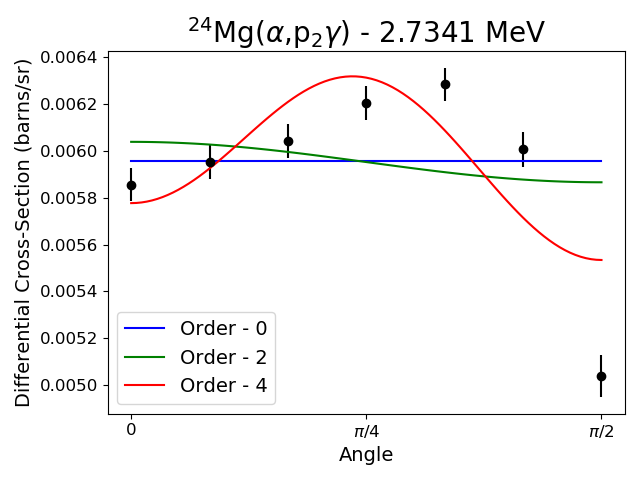 ²⁴Mg(α,p₂γ) - 2.7341 MeV
Differential Cross-Section (barns/sr)
0.0064
0.0062
0.0060
0.0058
0.0056
0.0054
0.0052
0.0050
Order - 0
Order - 2
Order - 4
0 π/4 π/2
Angle